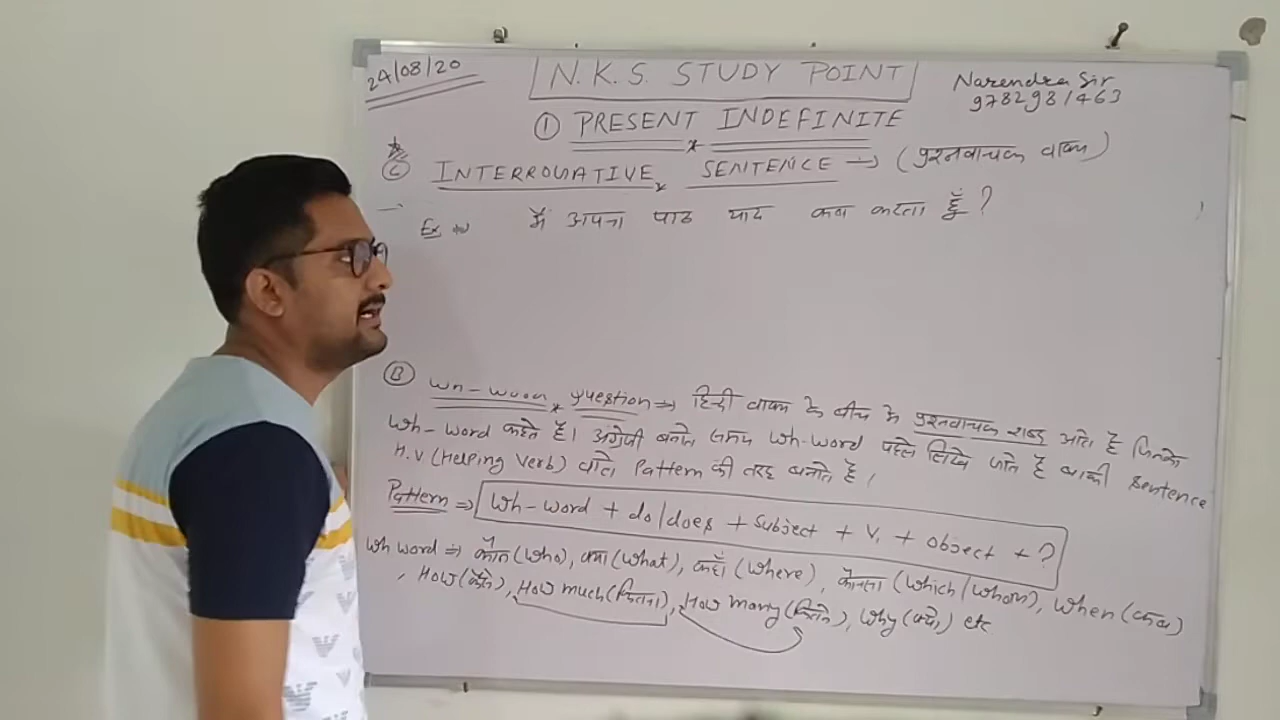 24/08/20
N.K.S. STUDY POINT
Narendra Sir
9782981463
① PRESENT INDEFINITE
C INTERROGATIVE SENTENCE → (प्रश्नवाचक वाक्य)
Ex मैं अपना पाठ याद कब करता हूँ?
Ⓑ Wh-word Question ⇒ हिन्दी वाक्य के बीच में प्रश्नवाचक शब्द आते है जिनको
Wh-word कहते हैं। अंग्रेजी बनाते समय Wh-word पहले लिखे जाते है बाकी sentence
H.V (Helping Verb) वाले Pattern की तरह बनाते है।
Pattern ⇒ Wh-word + do/does + subject + V₁ + object + ?
Wh word ⇒ कौन (Who), क्या (What), कहाँ (Where), कौनसा (Which/Whom), When (कब)
, How (कैसे), How much (कितना), How many (कितने), Why (क्यों) etc